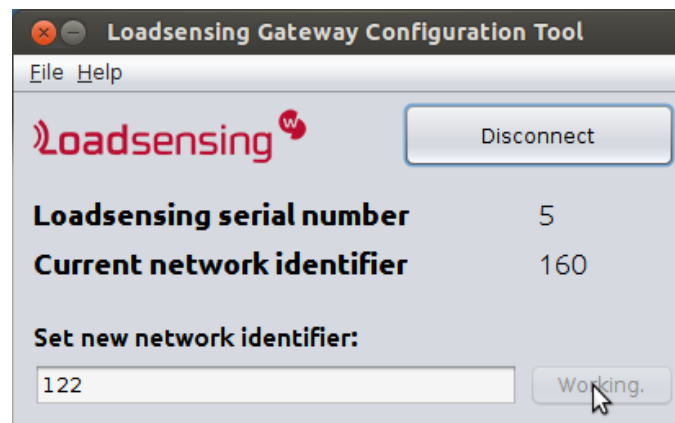 Loadsensing Gateway Configuration Tool
File Help
Loadsensing W
Disconnect
Loadsensing serial number 5
Current network identifier 160
Set new network identifier:
122
Working.